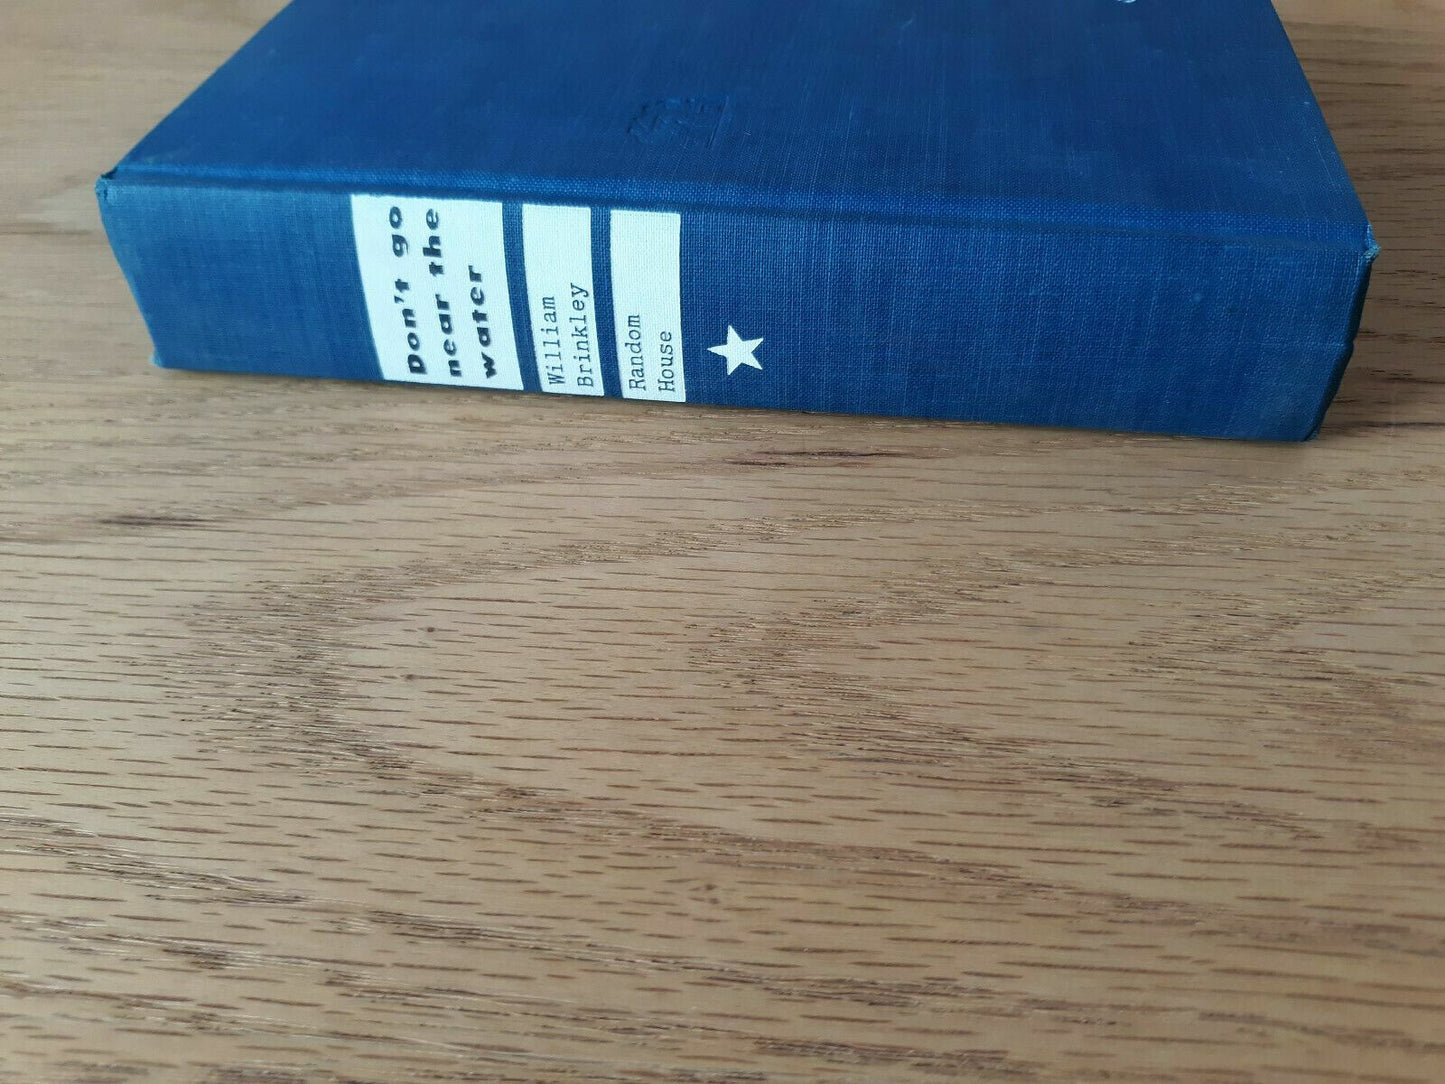 Don't go
near the
water
William
Brinkley
Random
House